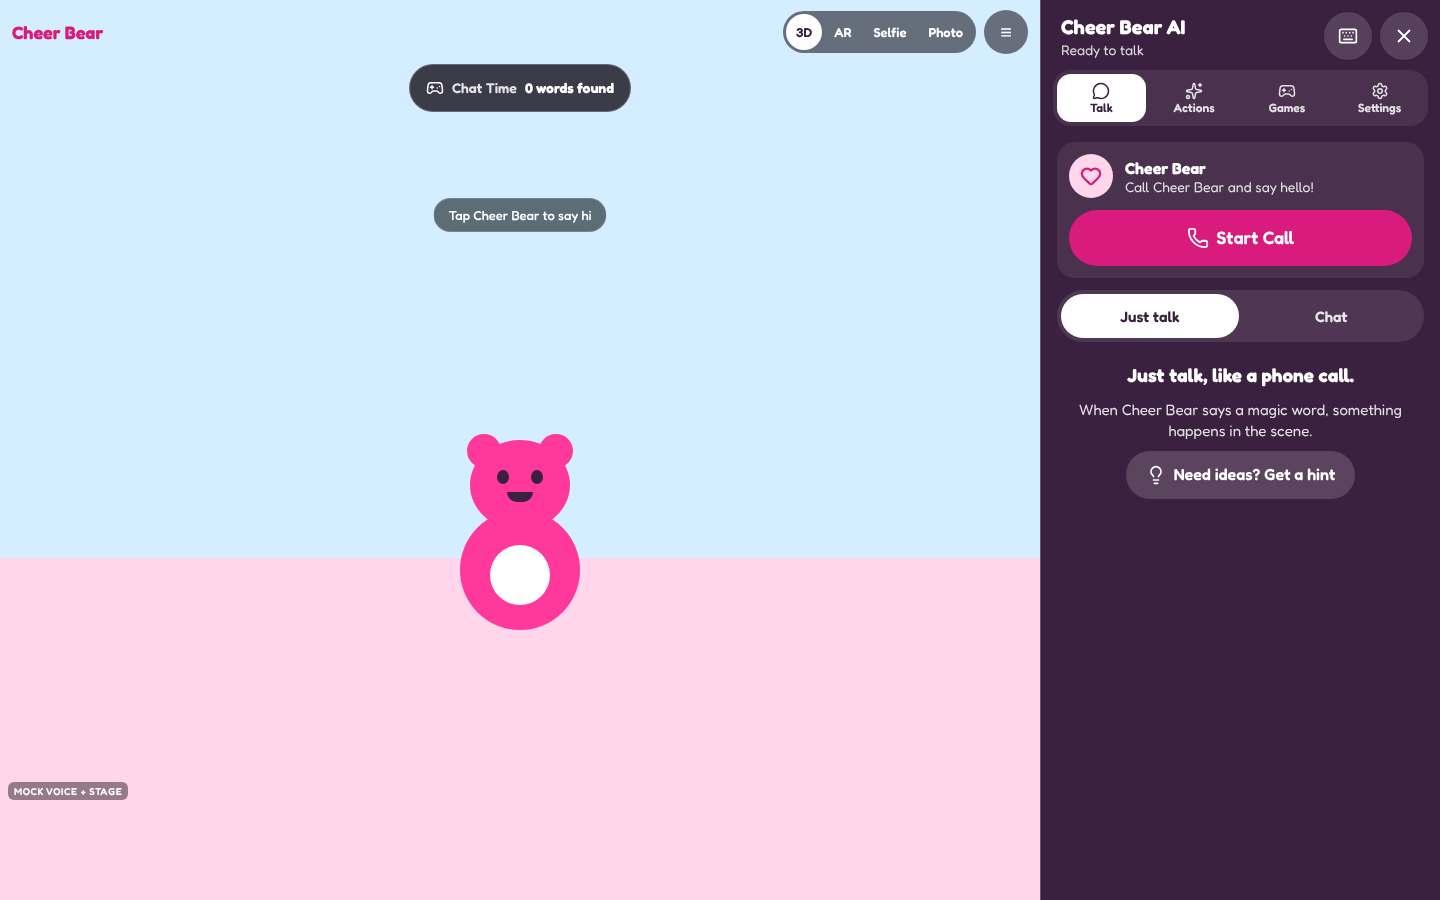 Cheer Bear
3D AR Selfie Photo
Chat Time 0 words found
Tap Cheer Bear to say hi
MOCK VOICE + STAGE
Cheer Bear AI
Ready to talk
Talk Actions Games Settings
Cheer Bear
Call Cheer Bear and say hello!
Start Call
Just talk Chat
Just talk, like a phone call.
When Cheer Bear says a magic word, something
happens in the scene.
Need ideas? Get a hint